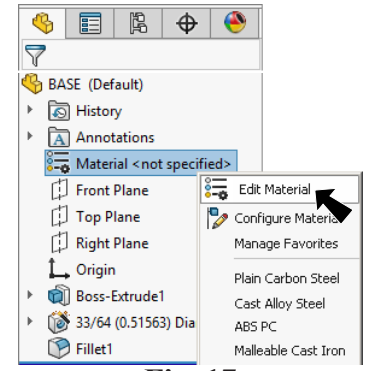 BASE (Default)
History
Annotations
Material <not specified>
Front Plane
Edit Material
Top Plane
Configure Material
Right Plane
Manage Favorites
Origin
Plain Carbon Steel
Boss-Extrude1
Cast Alloy Steel
33/64 (0.51563) Dia
ABS PC
Fillet1
Malleable Cast Iron